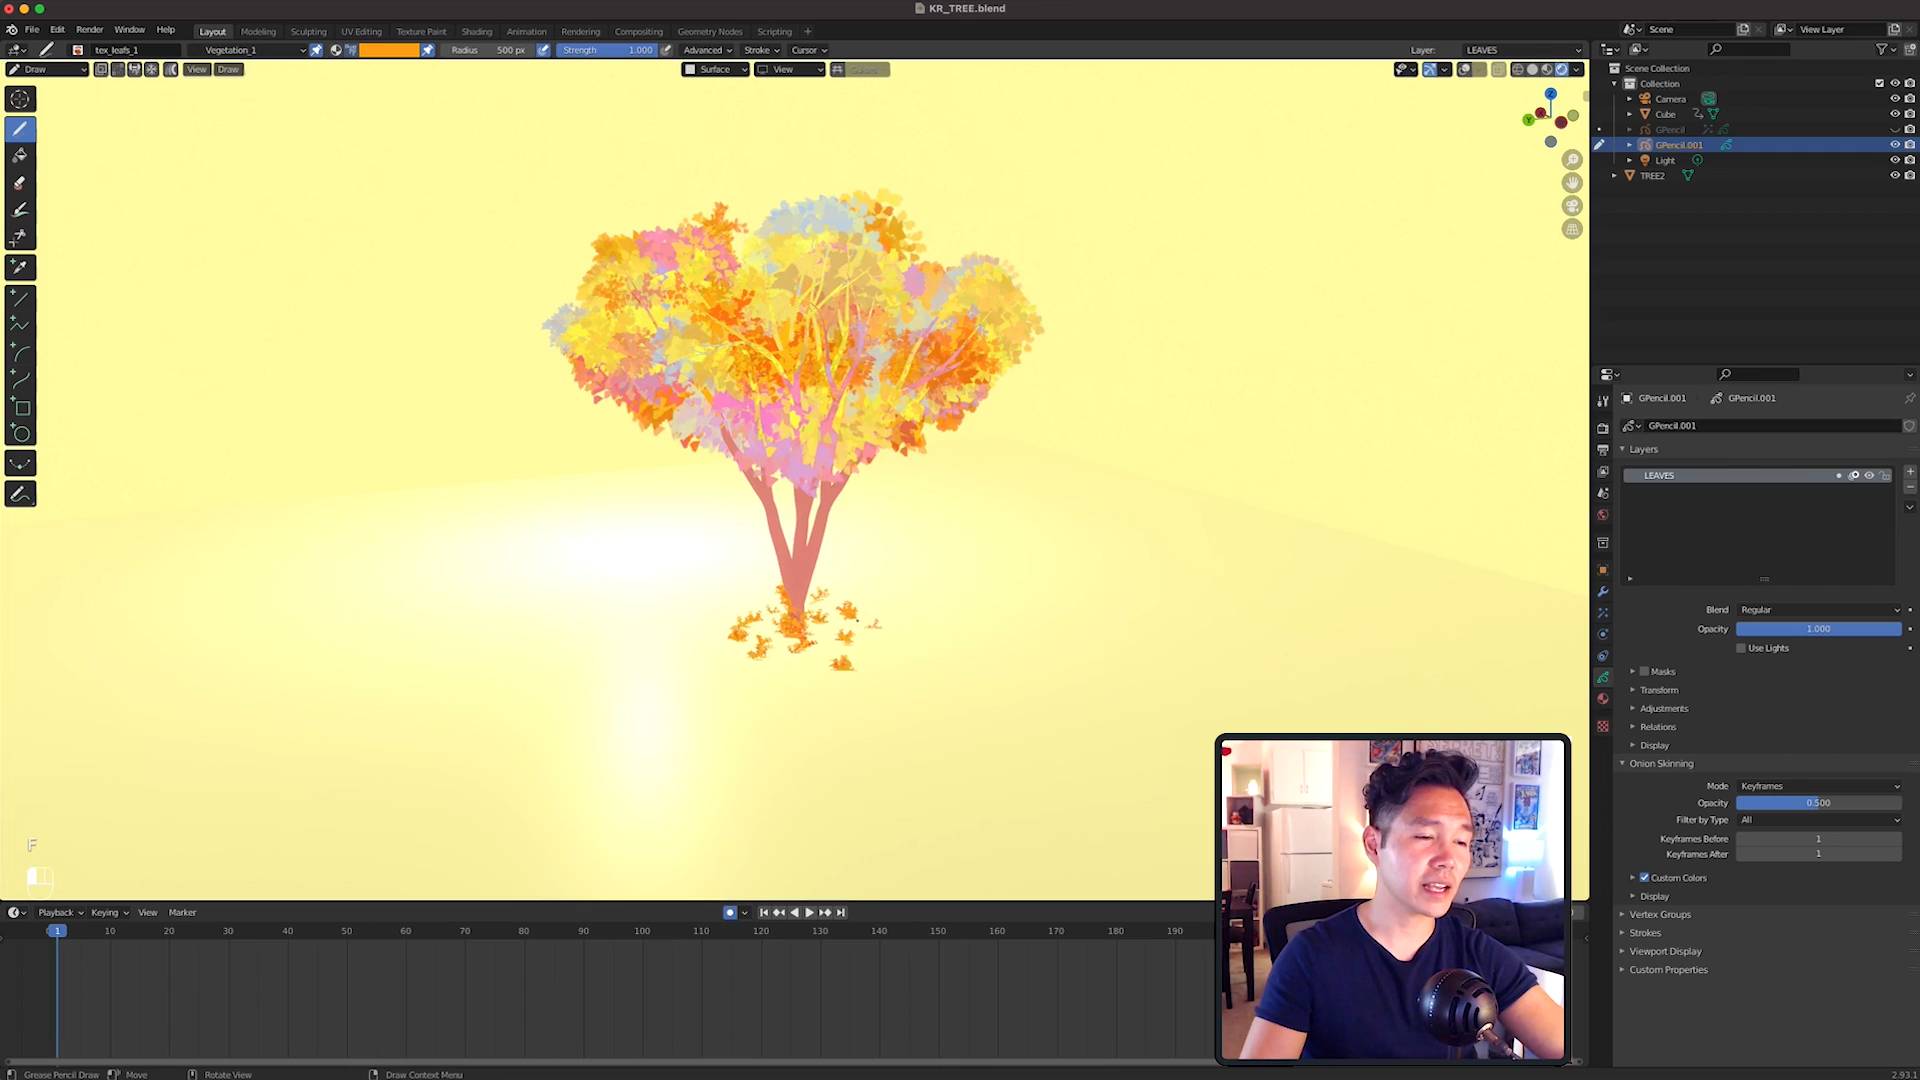 KR_TREE.blend
File Edit Render Window Help Layout Modeling Sculpting UV Editing Texture Paint Shading Animation Rendering Compositing Geometry Nodes Scripting + Scene View Layer
tex_leafs_1 Vegetation_1 Radius 500 px Strength 1.000 Advanced Stroke Cursor Layer: LEAVES
Draw View Draw Surface View Guides
Scene Collection
Collection
Camera
Cube
GPencil
GPencil.001
Light
TREE2
Z
Y
GPencil.001 GPencil.001
GPencil.001
Layers
LEAVES
Blend Regular
Opacity 1.000
Use Lights
Masks
Transform
Adjustments
Relations
Display
Onion Skinning
Mode Keyframes
Opacity 0.500
Filter by Type All
Keyframes Before 1
Keyframes After 1
Custom Colors
Display
Vertex Groups
Strokes
Viewport Display
Custom Properties
F
Playback Keying View Marker
1 10 20 30 40 50 60 70 80 90 100 110 120 130 140 150 160 170 180 190
Grease Pencil Draw Move Rotate View Draw Context Menu 2.93.1